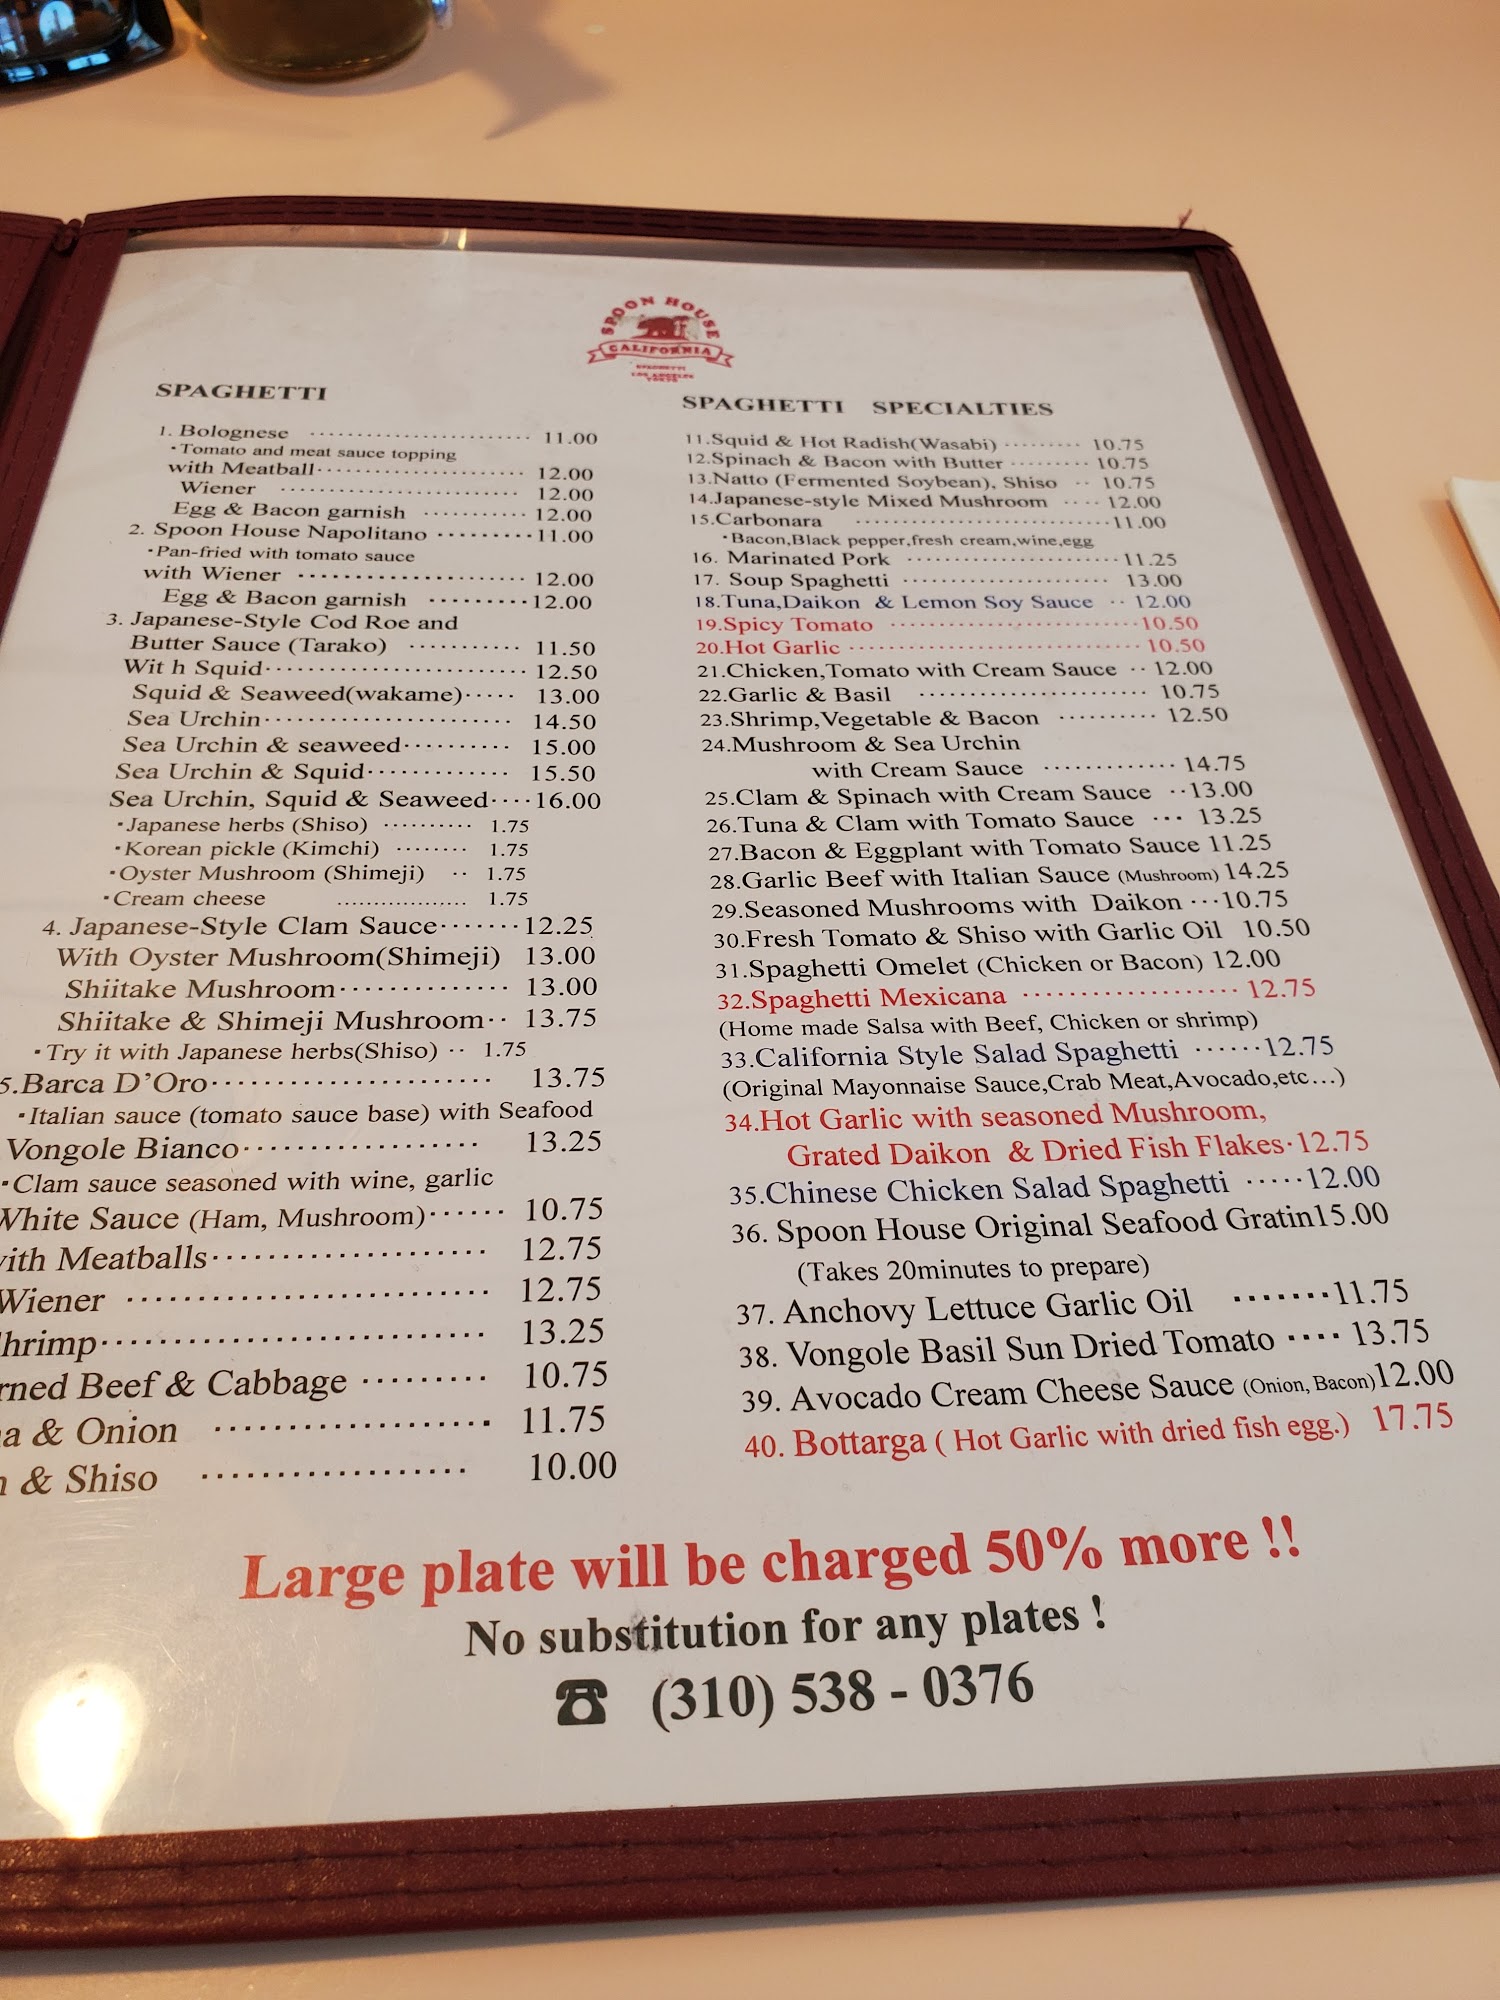 SPOON HOUSE
CALIFORNIA
SPAGHETTI
LOS ANGELES
TOKYO
SPAGHETTI
1. Bolognese ························ 11.00
·Tomato and meat sauce topping
with Meatball······················ 12.00
Wiener ························· 12.00
Egg & Bacon garnish ··········· 12.00
2. Spoon House Napolitano ··········11.00
·Pan-fried with tomato sauce
with Wiener ······················ 12.00
Egg & Bacon garnish ·········12.00
3. Japanese-Style Cod Roe and
Butter Sauce (Tarako) ··········· 11.50
Wit h Squid·························· 12.50
Squid & Seaweed(wakame)····· 13.00
Sea Urchin························ 14.50
Sea Urchin & seaweed·········· 15.00
Sea Urchin & Squid············· 15.50
Sea Urchin, Squid & Seaweed····16.00
·Japanese herbs (Shiso) ·········· 1.75
·Korean pickle (Kimchi) ········ 1.75
·Oyster Mushroom (Shimeji) ·· 1.75
·Cream cheese .................. 1.75
4. Japanese-Style Clam Sauce·······12.25
With Oyster Mushroom(Shimeji) 13.00
Shiitake Mushroom·············· 13.00
Shiitake & Shimeji Mushroom·· 13.75
·Try it with Japanese herbs(Shiso) ·· 1.75
5.Barca D'Oro······················· 13.75
·Italian sauce (tomato sauce base) with Seafood
Vongole Bianco·················· 13.25
·Clam sauce seasoned with wine, garlic
White Sauce (Ham, Mushroom)······ 10.75
with Meatballs····················· 12.75
Wiener ··························· 12.75
hrimp···························· 13.25
rned Beef & Cabbage ········· 10.75
a & Onion ···················· 11.75
& Shiso ·················· 10.00
SPAGHETTI SPECIALTIES
11.Squid & Hot Radish(Wasabi) ········· 10.75
12.Spinach & Bacon with Butter ········· 10.75
13.Natto (Fermented Soybean), Shiso ·· 10.75
14.Japanese-style Mixed Mushroom ···· 12.00
15.Carbonara ····························11.00
·Bacon,Black pepper,fresh cream,wine,egg
16. Marinated Pork ·······················11.25
17. Soup Spaghetti ······················ 13.00
18.Tuna,Daikon & Lemon Soy Sauce ·· 12.00
19.Spicy Tomato ··························10.50
20.Hot Garlic ·······························10.50
21.Chicken,Tomato with Cream Sauce ·· 12.00
22.Garlic & Basil ························ 10.75
23.Shrimp,Vegetable & Bacon ·········· 12.50
24.Mushroom & Sea Urchin
with Cream Sauce ············· 14.75
25.Clam & Spinach with Cream Sauce ··13.00
26.Tuna & Clam with Tomato Sauce ··· 13.25
27.Bacon & Eggplant with Tomato Sauce 11.25
28.Garlic Beef with Italian Sauce (Mushroom) 14.25
29.Seasoned Mushrooms with Daikon ···10.75
30.Fresh Tomato & Shiso with Garlic Oil 10.50
31.Spaghetti Omelet (Chicken or Bacon) 12.00
32.Spaghetti Mexicana ···················12.75
(Home made Salsa with Beef, Chicken or shrimp)
33.California Style Salad Spaghetti ······12.75
(Original Mayonnaise Sauce,Crab Meat,Avocado,etc…)
34.Hot Garlic with seasoned Mushroom,
Grated Daikon & Dried Fish Flakes·12.75
35.Chinese Chicken Salad Spaghetti ·····12.00
36. Spoon House Original Seafood Gratin15.00
(Takes 20minutes to prepare)
37. Anchovy Lettuce Garlic Oil ·······11.75
38. Vongole Basil Sun Dried Tomato ···· 13.75
39. Avocado Cream Cheese Sauce (Onion, Bacon)12.00
40. Bottarga ( Hot Garlic with dried fish egg.) 17.75
Large plate will be charged 50% more !!
No substitution for any plates !
☎ (310) 538 - 0376